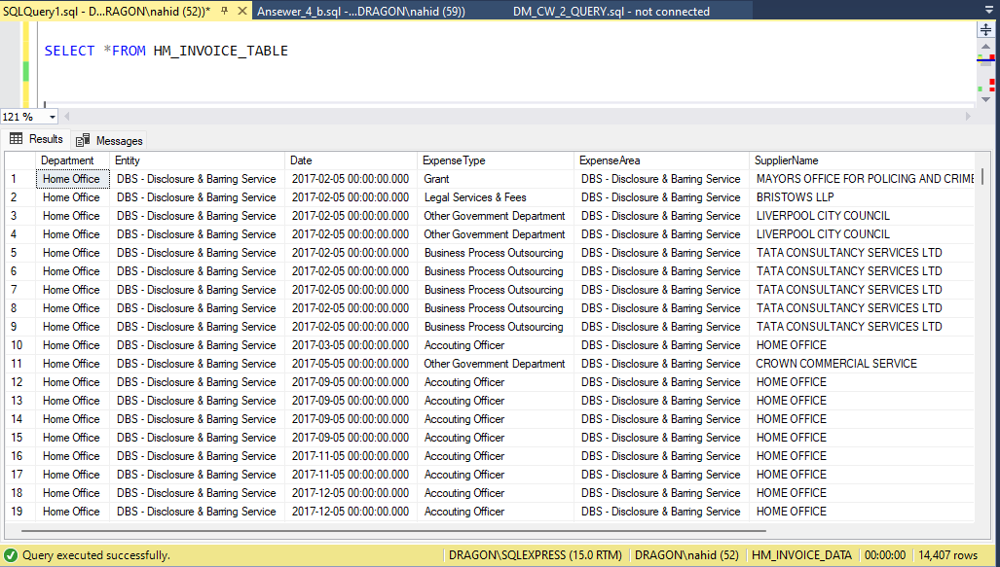 SQLQuery1.sql - D...RAGON\nahid (52))* Ansewer_4_b.sql -...DRAGON\nahid (59)) DM_CW_2_QUERY.sql - not connected
SELECT *FROM HM_INVOICE_TABLE
121 %
Results Messages
Department Entity Date ExpenseType ExpenseArea SupplierName
1 Home Office DBS - Disclosure & Barring Service 2017-02-05 00:00:00.000 Grant DBS - Disclosure & Barring Service MAYORS OFFICE FOR POLICING AND CRIME
2 Home Office DBS - Disclosure & Barring Service 2017-02-05 00:00:00.000 Legal Services & Fees DBS - Disclosure & Barring Service BRISTOWS LLP
3 Home Office DBS - Disclosure & Barring Service 2017-02-05 00:00:00.000 Other Government Department DBS - Disclosure & Barring Service LIVERPOOL CITY COUNCIL
4 Home Office DBS - Disclosure & Barring Service 2017-02-05 00:00:00.000 Other Government Department DBS - Disclosure & Barring Service LIVERPOOL CITY COUNCIL
5 Home Office DBS - Disclosure & Barring Service 2017-02-05 00:00:00.000 Business Process Outsourcing DBS - Disclosure & Barring Service TATA CONSULTANCY SERVICES LTD
6 Home Office DBS - Disclosure & Barring Service 2017-02-05 00:00:00.000 Business Process Outsourcing DBS - Disclosure & Barring Service TATA CONSULTANCY SERVICES LTD
7 Home Office DBS - Disclosure & Barring Service 2017-02-05 00:00:00.000 Business Process Outsourcing DBS - Disclosure & Barring Service TATA CONSULTANCY SERVICES LTD
8 Home Office DBS - Disclosure & Barring Service 2017-02-05 00:00:00.000 Business Process Outsourcing DBS - Disclosure & Barring Service TATA CONSULTANCY SERVICES LTD
9 Home Office DBS - Disclosure & Barring Service 2017-02-05 00:00:00.000 Business Process Outsourcing DBS - Disclosure & Barring Service TATA CONSULTANCY SERVICES LTD
10 Home Office DBS - Disclosure & Barring Service 2017-03-05 00:00:00.000 Accouting Officer DBS - Disclosure & Barring Service HOME OFFICE
11 Home Office DBS - Disclosure & Barring Service 2017-05-05 00:00:00.000 Other Government Department DBS - Disclosure & Barring Service CROWN COMMERCIAL SERVICE
12 Home Office DBS - Disclosure & Barring Service 2017-09-05 00:00:00.000 Accouting Officer DBS - Disclosure & Barring Service HOME OFFICE
13 Home Office DBS - Disclosure & Barring Service 2017-09-05 00:00:00.000 Accouting Officer DBS - Disclosure & Barring Service HOME OFFICE
14 Home Office DBS - Disclosure & Barring Service 2017-09-05 00:00:00.000 Accouting Officer DBS - Disclosure & Barring Service HOME OFFICE
15 Home Office DBS - Disclosure & Barring Service 2017-09-05 00:00:00.000 Accouting Officer DBS - Disclosure & Barring Service HOME OFFICE
16 Home Office DBS - Disclosure & Barring Service 2017-11-05 00:00:00.000 Accouting Officer DBS - Disclosure & Barring Service HOME OFFICE
17 Home Office DBS - Disclosure & Barring Service 2017-11-05 00:00:00.000 Accouting Officer DBS - Disclosure & Barring Service HOME OFFICE
18 Home Office DBS - Disclosure & Barring Service 2017-12-05 00:00:00.000 Accouting Officer DBS - Disclosure & Barring Service HOME OFFICE
19 Home Office DBS - Disclosure & Barring Service 2017-12-05 00:00:00.000 Accouting Officer DBS - Disclosure & Barring Service HOME OFFICE
Query executed successfully. DRAGON\SQLEXPRESS (15.0 RTM) DRAGON\nahid (52) HM_INVOICE_DATA 00:00:00 14,407 rows